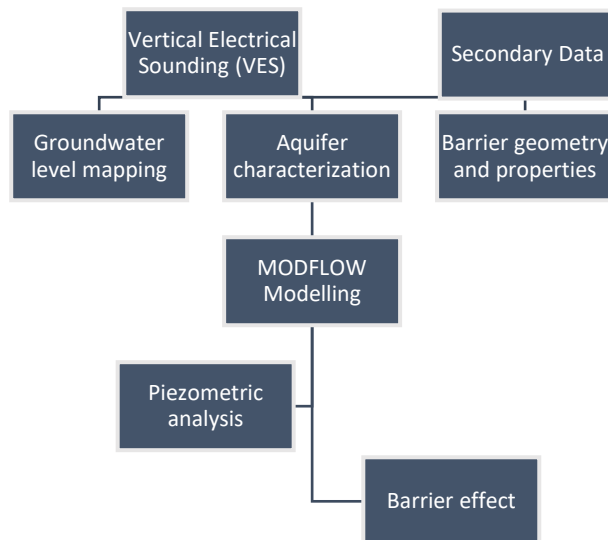 Vertical Electrical
Sounding (VES)
Secondary Data
Groundwater
level mapping
Aquifer
characterization
Barrier geometry
and properties
MODFLOW
Modelling
Piezometric
analysis
Barrier effect